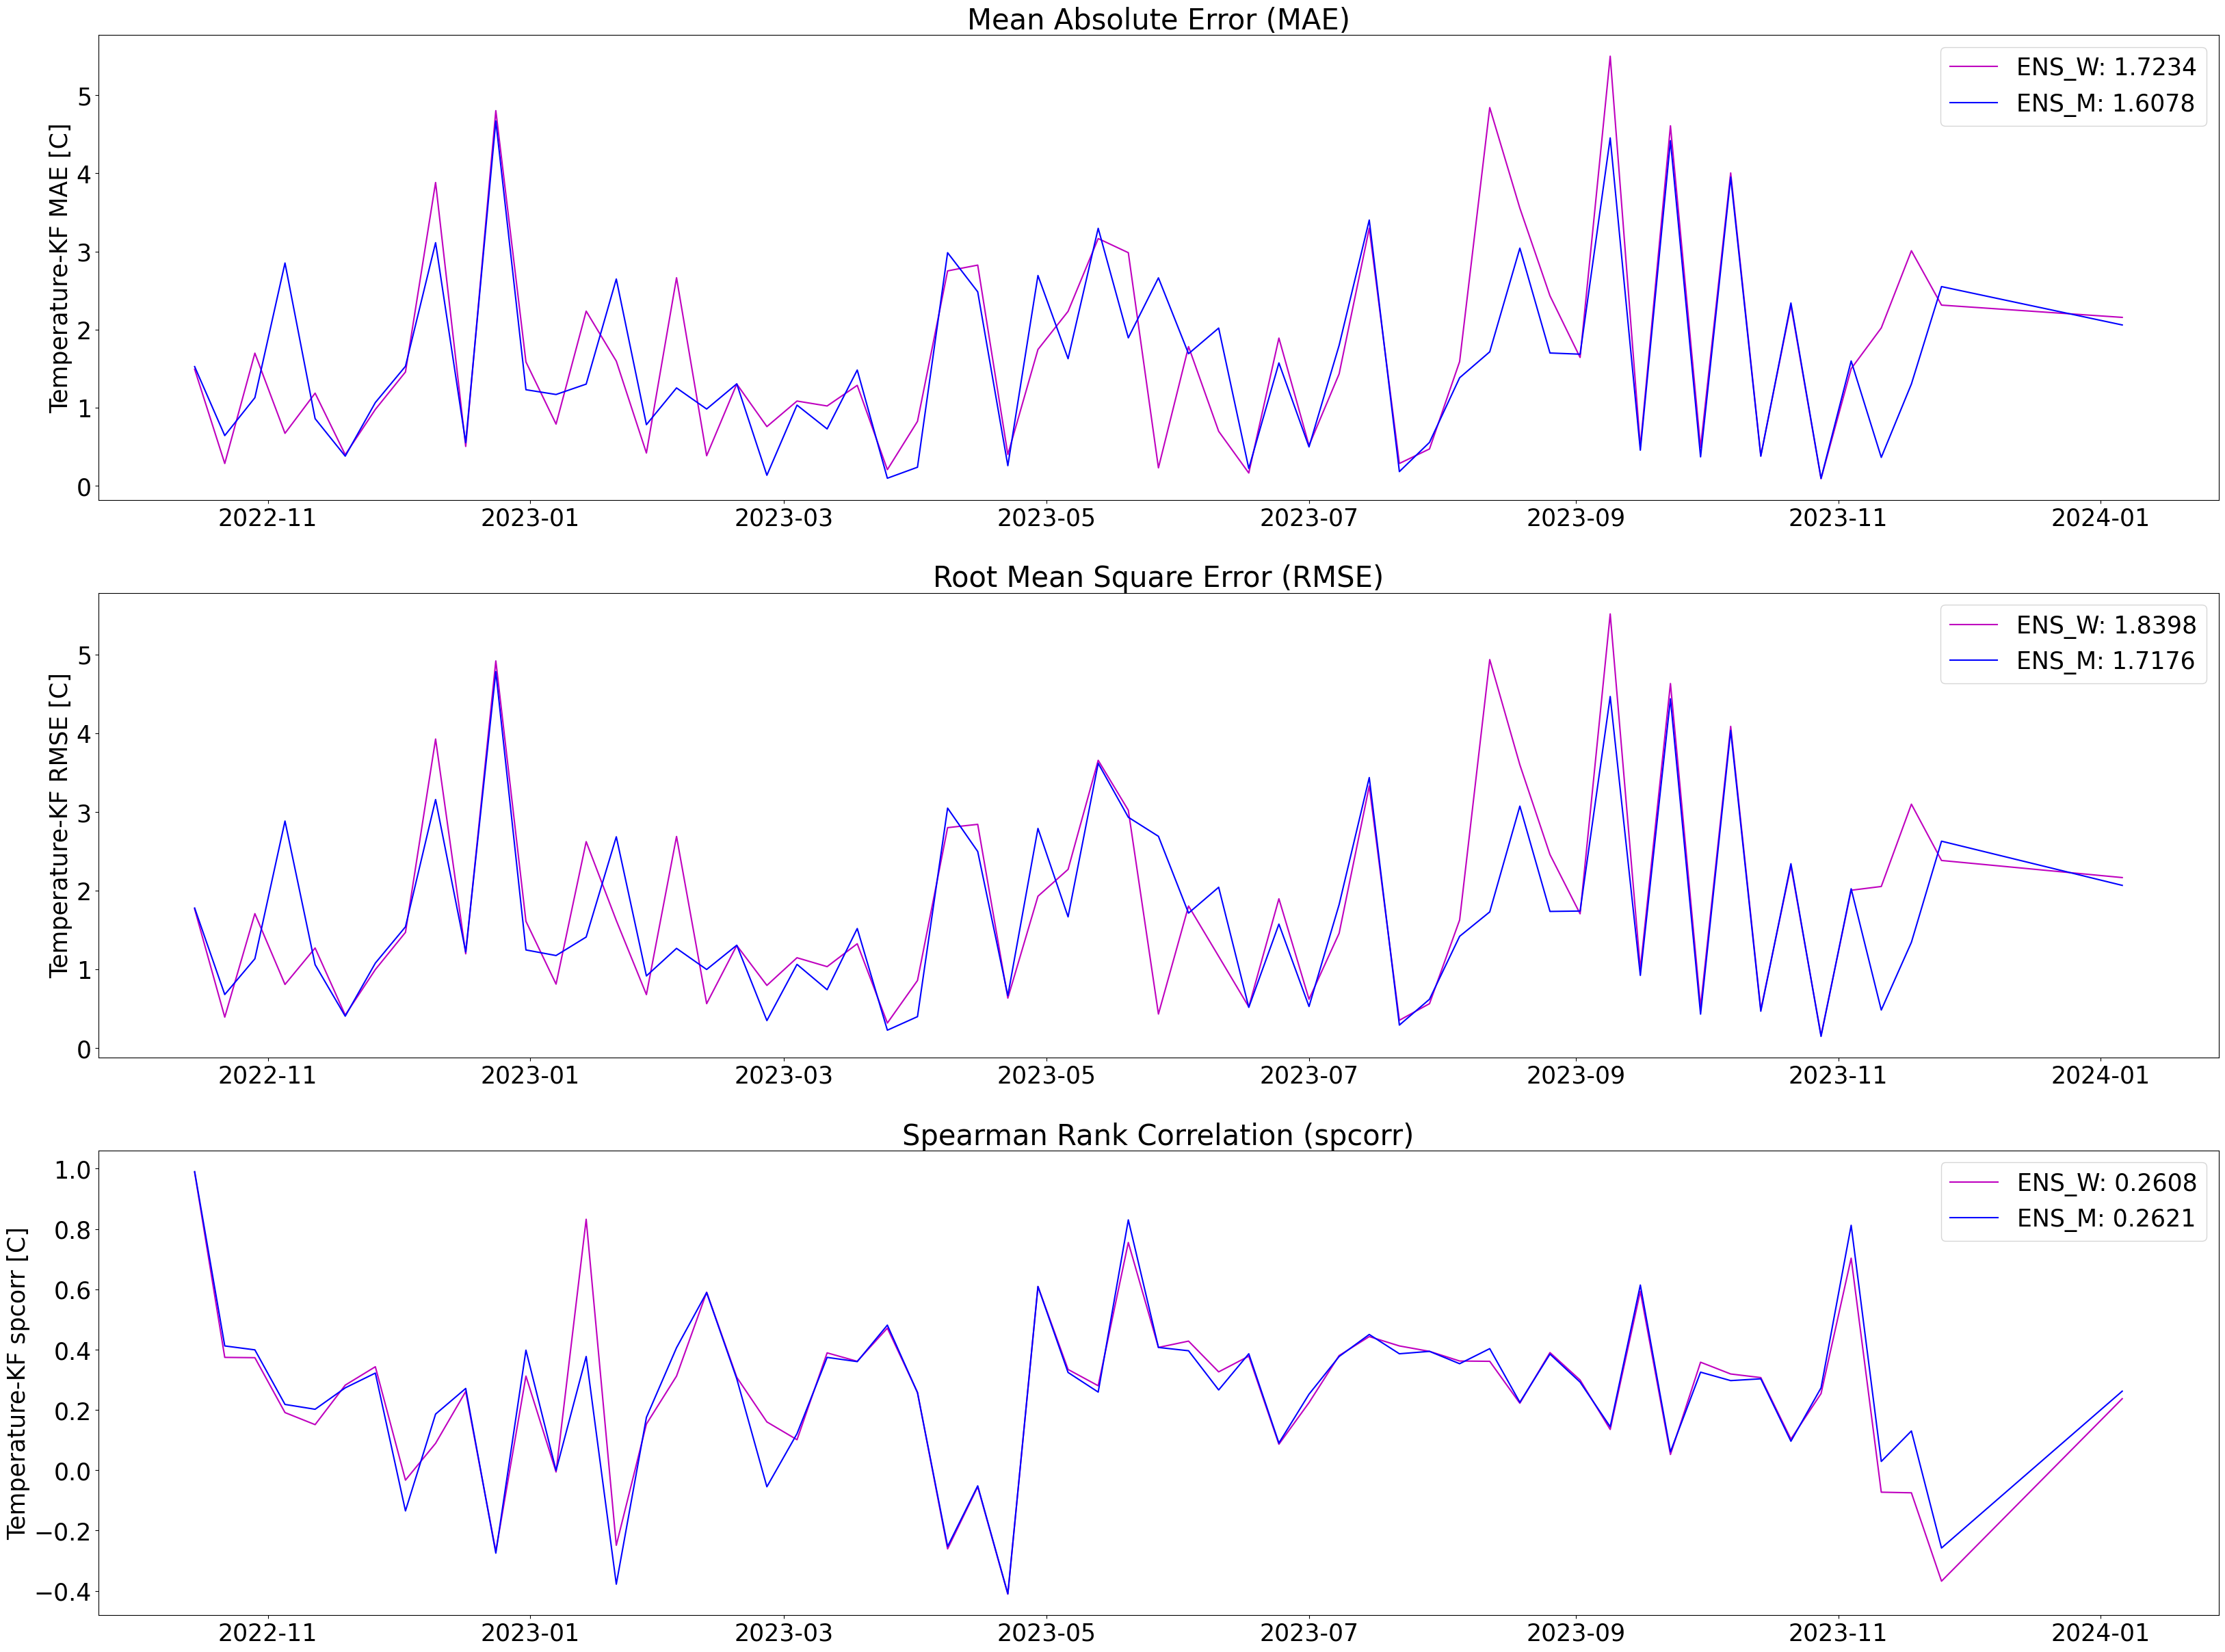 Mean Absolute Error (MAE)
Temperature-KF MAE [C]
5
4
3
2
1
0
ENS_W: 1.7234
ENS_M: 1.6078
2022-11 2023-01 2023-03 2023-05 2023-07 2023-09 2023-11 2024-01
Root Mean Square Error (RMSE)
Temperature-KF RMSE [C]
5
4
3
2
1
0
ENS_W: 1.8398
ENS_M: 1.7176
2022-11 2023-01 2023-03 2023-05 2023-07 2023-09 2023-11 2024-01
Spearman Rank Correlation (spcorr)
Temperature-KF spcorr [C]
1.0
0.8
0.6
0.4
0.2
0.0
−0.2
−0.4
ENS_W: 0.2608
ENS_M: 0.2621
2022-11 2023-01 2023-03 2023-05 2023-07 2023-09 2023-11 2024-01